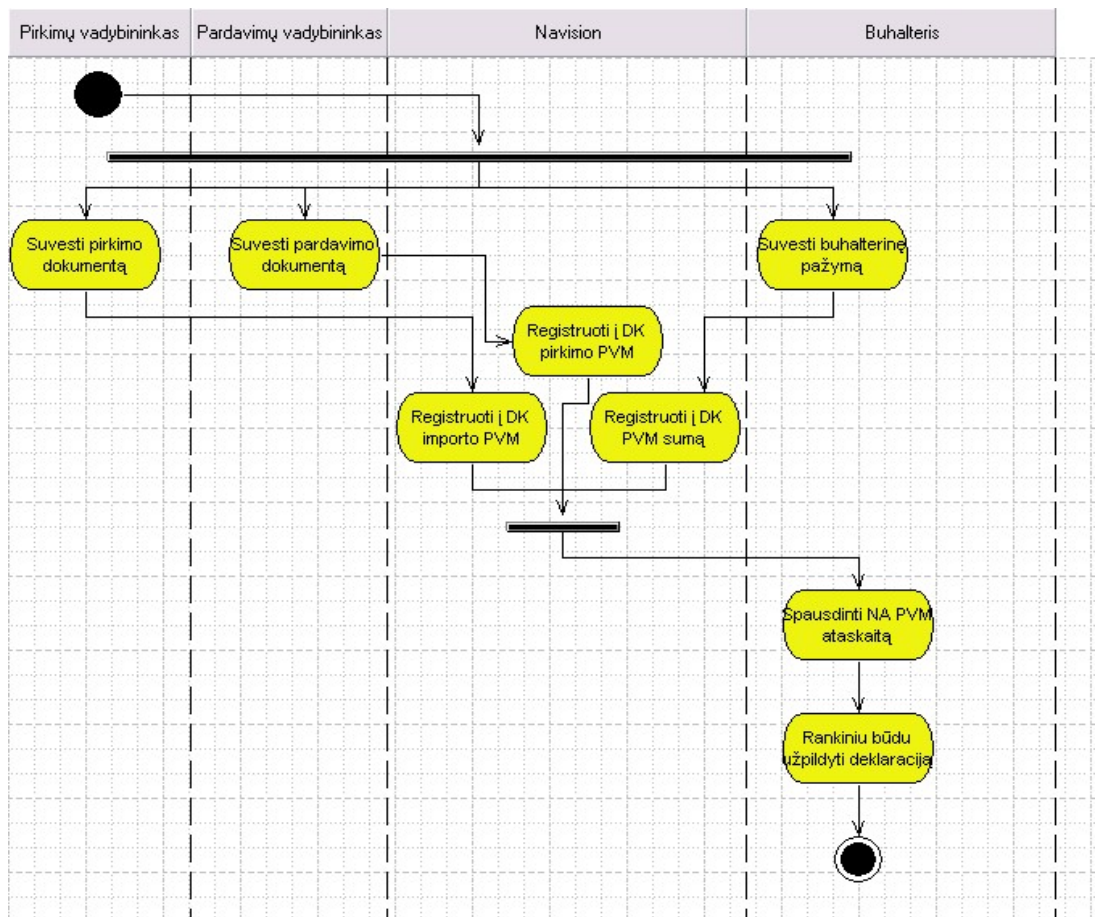 Pirkimų vadybininkas
Pardavimų vadybininkas
Navision
Buhalteris
Suvesti pirkimo
dokumentą
Suvesti pardavimo
dokumentą
Suvesti buhalterinę
pažymą
Registruoti į DK
pirkimo PVM
Registruoti į DK
importo PVM
Registruoti į DK
PVM sumą
Spausdinti NA PVM
ataskaitą
Rankiniu būdu
užpildyti deklaraciją